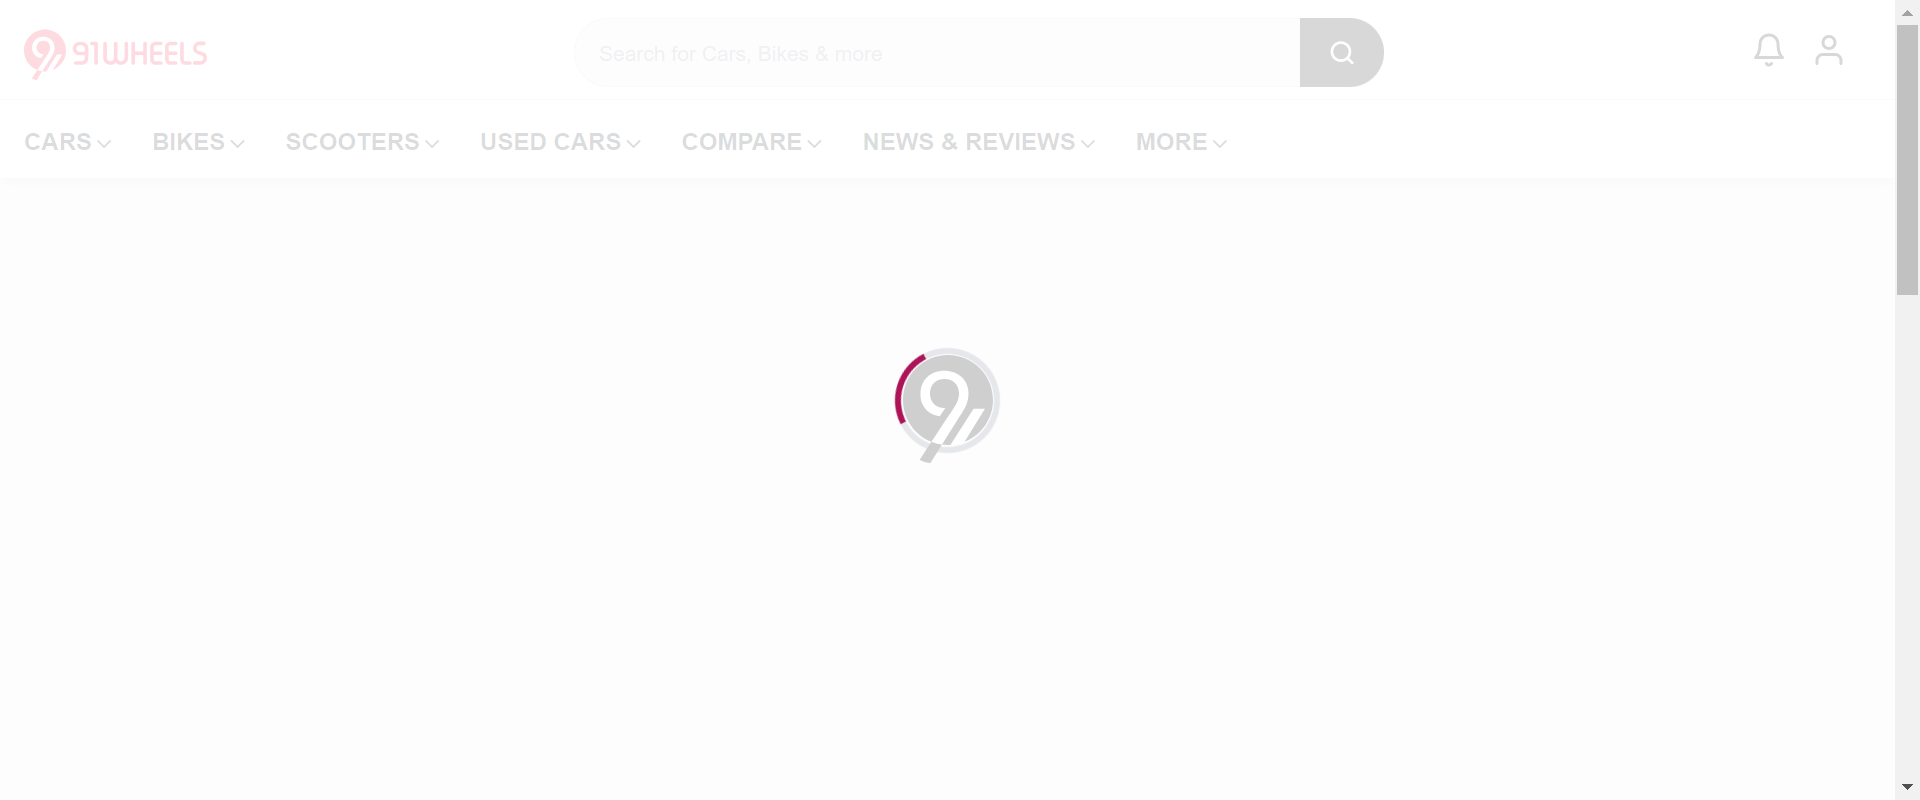 91WHEELS
Search for Cars, Bikes & more
CARS BIKES SCOOTERS USED CARS COMPARE NEWS & REVIEWS MORE